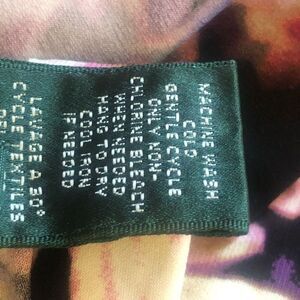 MACHINE WASH
COLD
GENTLE CYCLE
ONLY NON-
CHLORINE BLEACH
WHEN NEEDED
HANG TO DRY
COOL IRON
IF NEEDED
LAVAGE A 30°
CYCLE TEXTILES